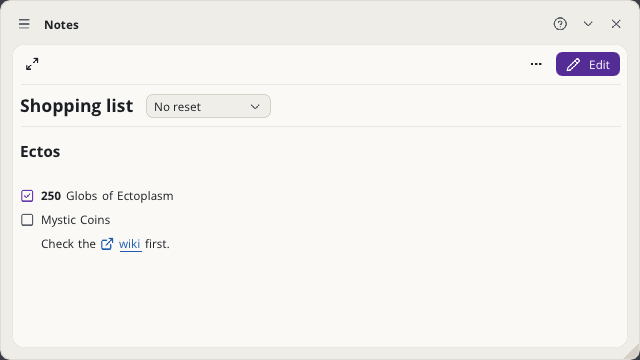 Notes
Edit
Shopping list
No reset
Ectos
250 Globs of Ectoplasm
Mystic Coins
Check the wiki first.